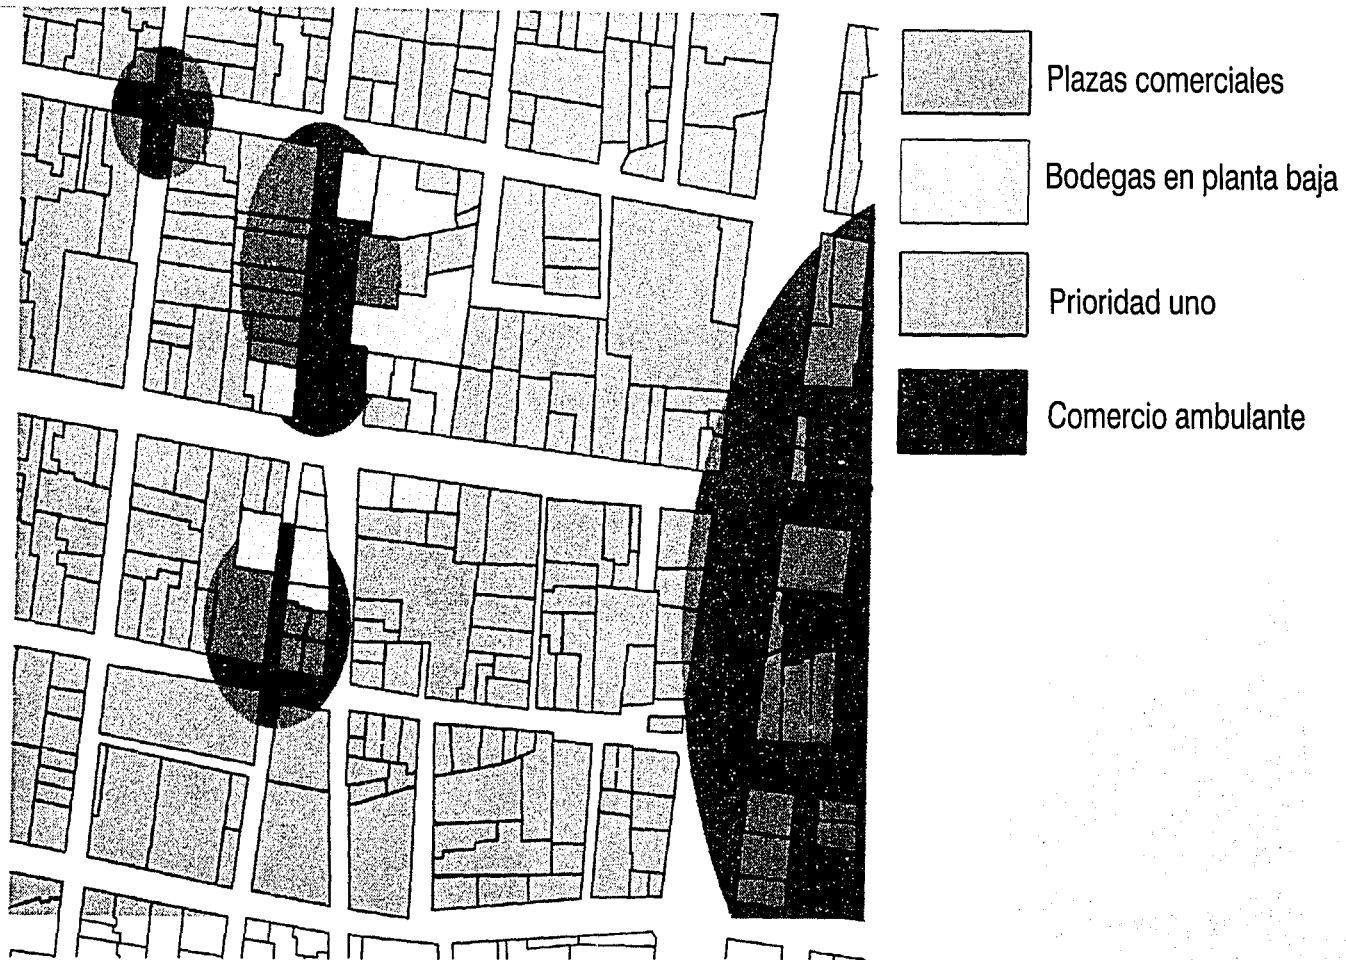 Plazas comerciales
Bodegas en planta baja
Prioridad uno
Comercio ambulante